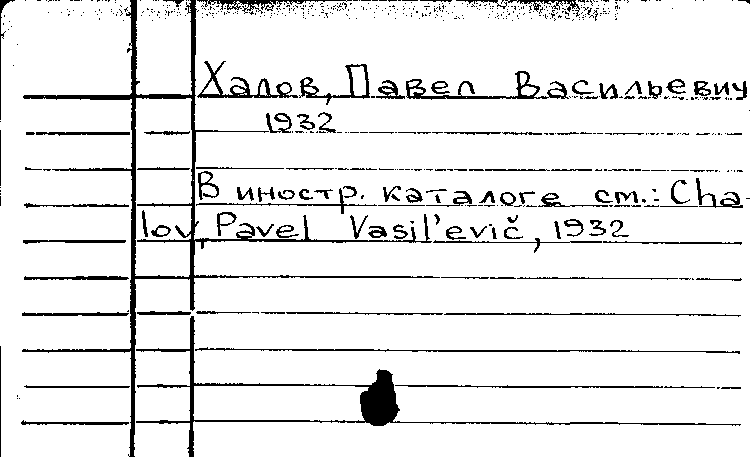 Халов, Павел Васильевич
1932
В иностр. каталоге см.: Cha-
lov, Pavel Vasil'evič, 1932